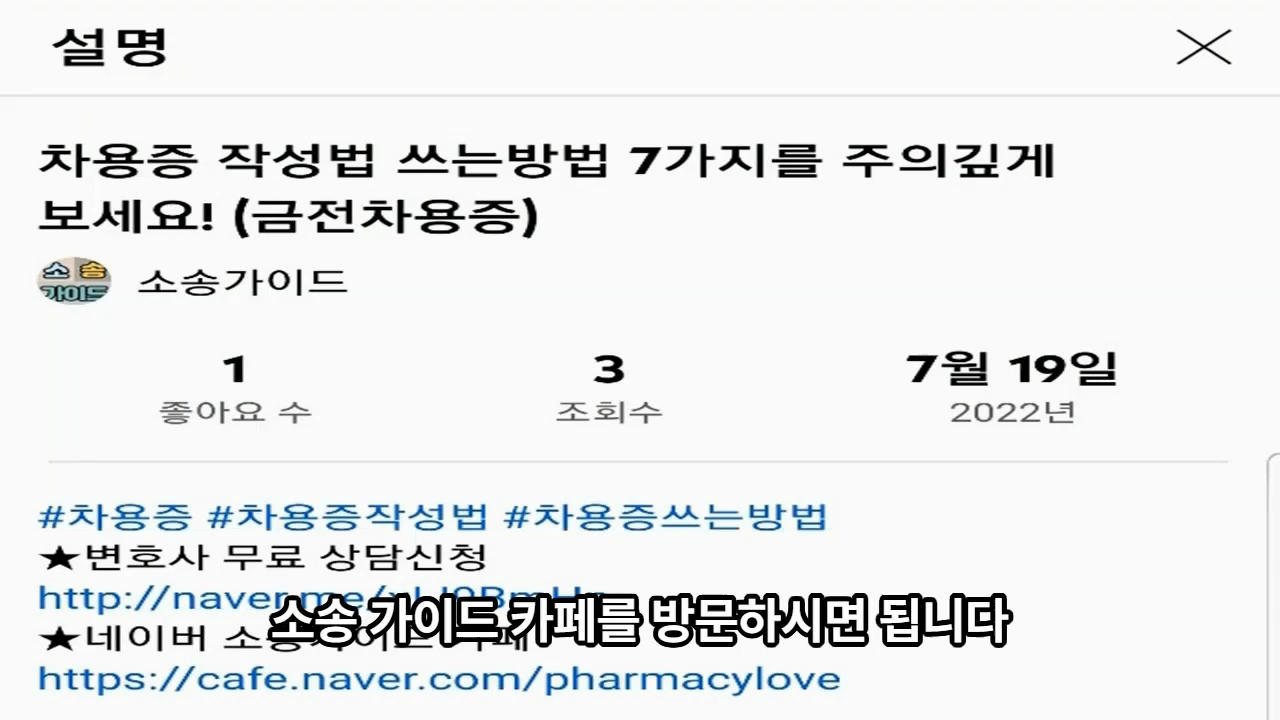 설명
차용증 작성법 쓰는방법 7가지를 주의깊게
보세요! (금전차용증)
소송 가이드
소송가이드
1
3
7월 19일
좋아요 수
조회수
2022년
#차용증 #차용증작성법 #차용증쓰는방법
★변호사 무료 상담신청
소송 가이드 카페를 방문하시면 됩니다
★네이버
https://cafe.naver.com/pharmacylove